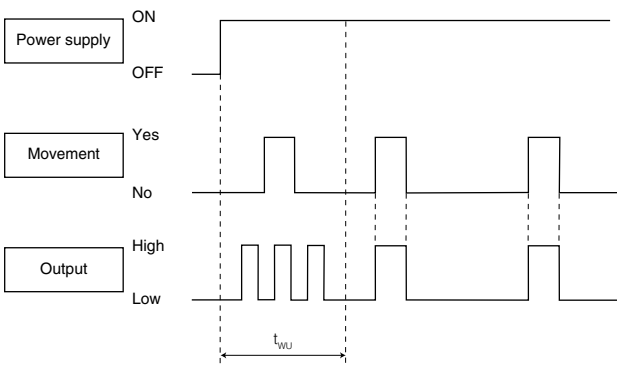 ON
Power supply
OFF
Yes
Movement
No
High
Output
Low
tWU